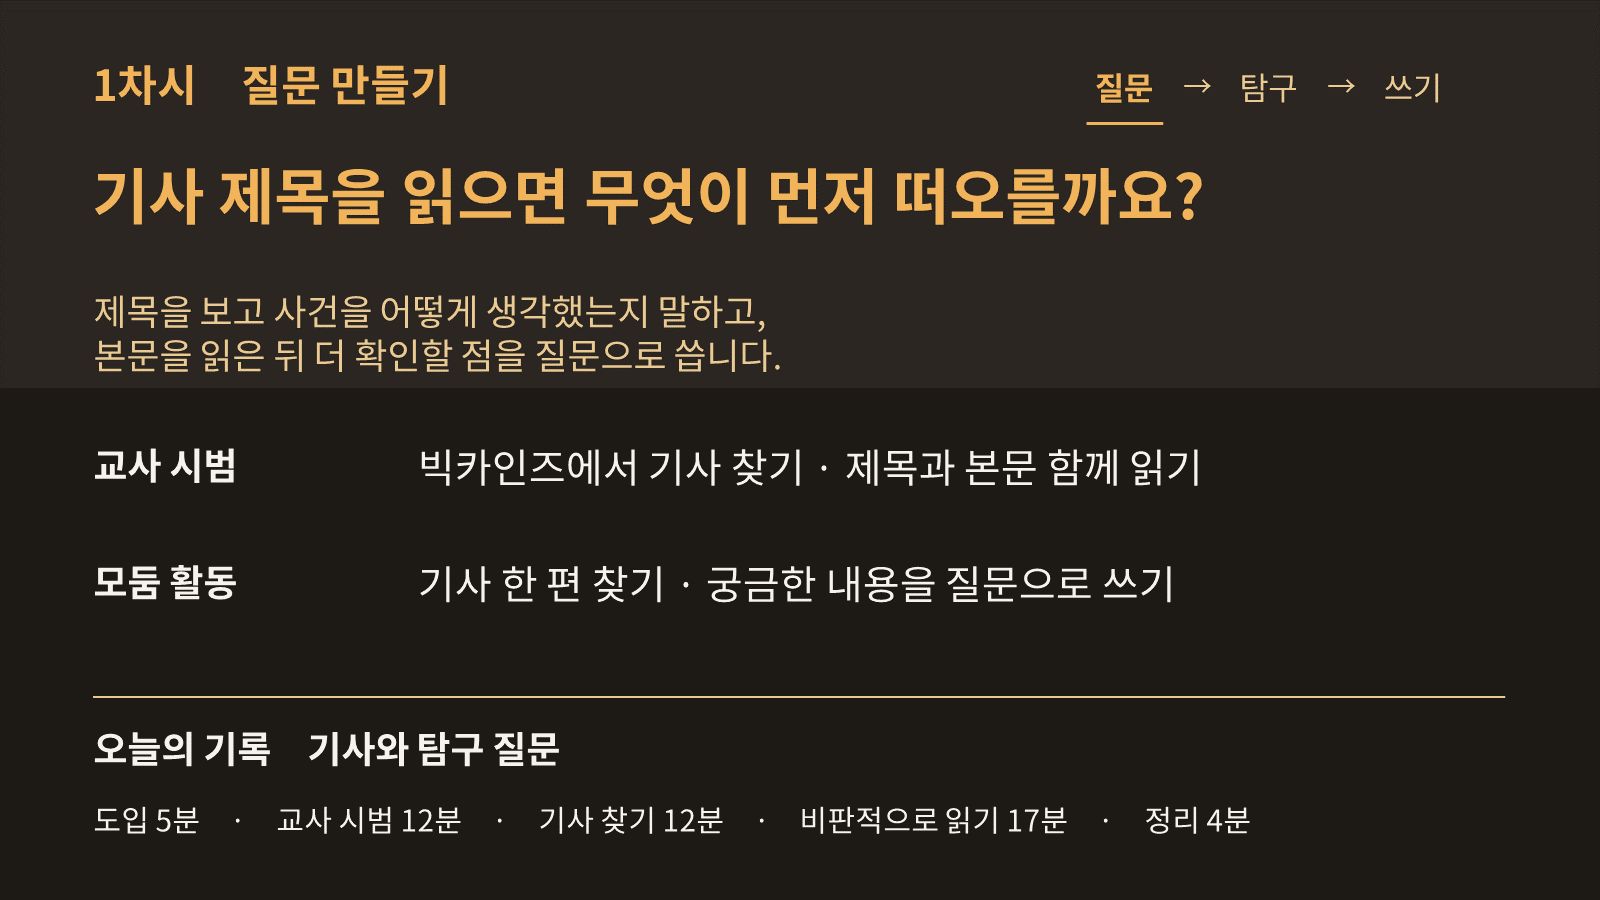 1차시 질문 만들기
질문 → 탐구 → 쓰기
기사 제목을 읽으면 무엇이 먼저 떠오를까요?
제목을 보고 사건을 어떻게 생각했는지 말하고,
본문을 읽은 뒤 더 확인할 점을 질문으로 씁니다.
교사 시범 빅카인즈에서 기사 찾기 · 제목과 본문 함께 읽기
모둠 활동 기사 한 편 찾기 · 궁금한 내용을 질문으로 쓰기
오늘의 기록 기사와 탐구 질문
도입 5분 · 교사 시범 12분 · 기사 찾기 12분 · 비판적으로 읽기 17분 · 정리 4분